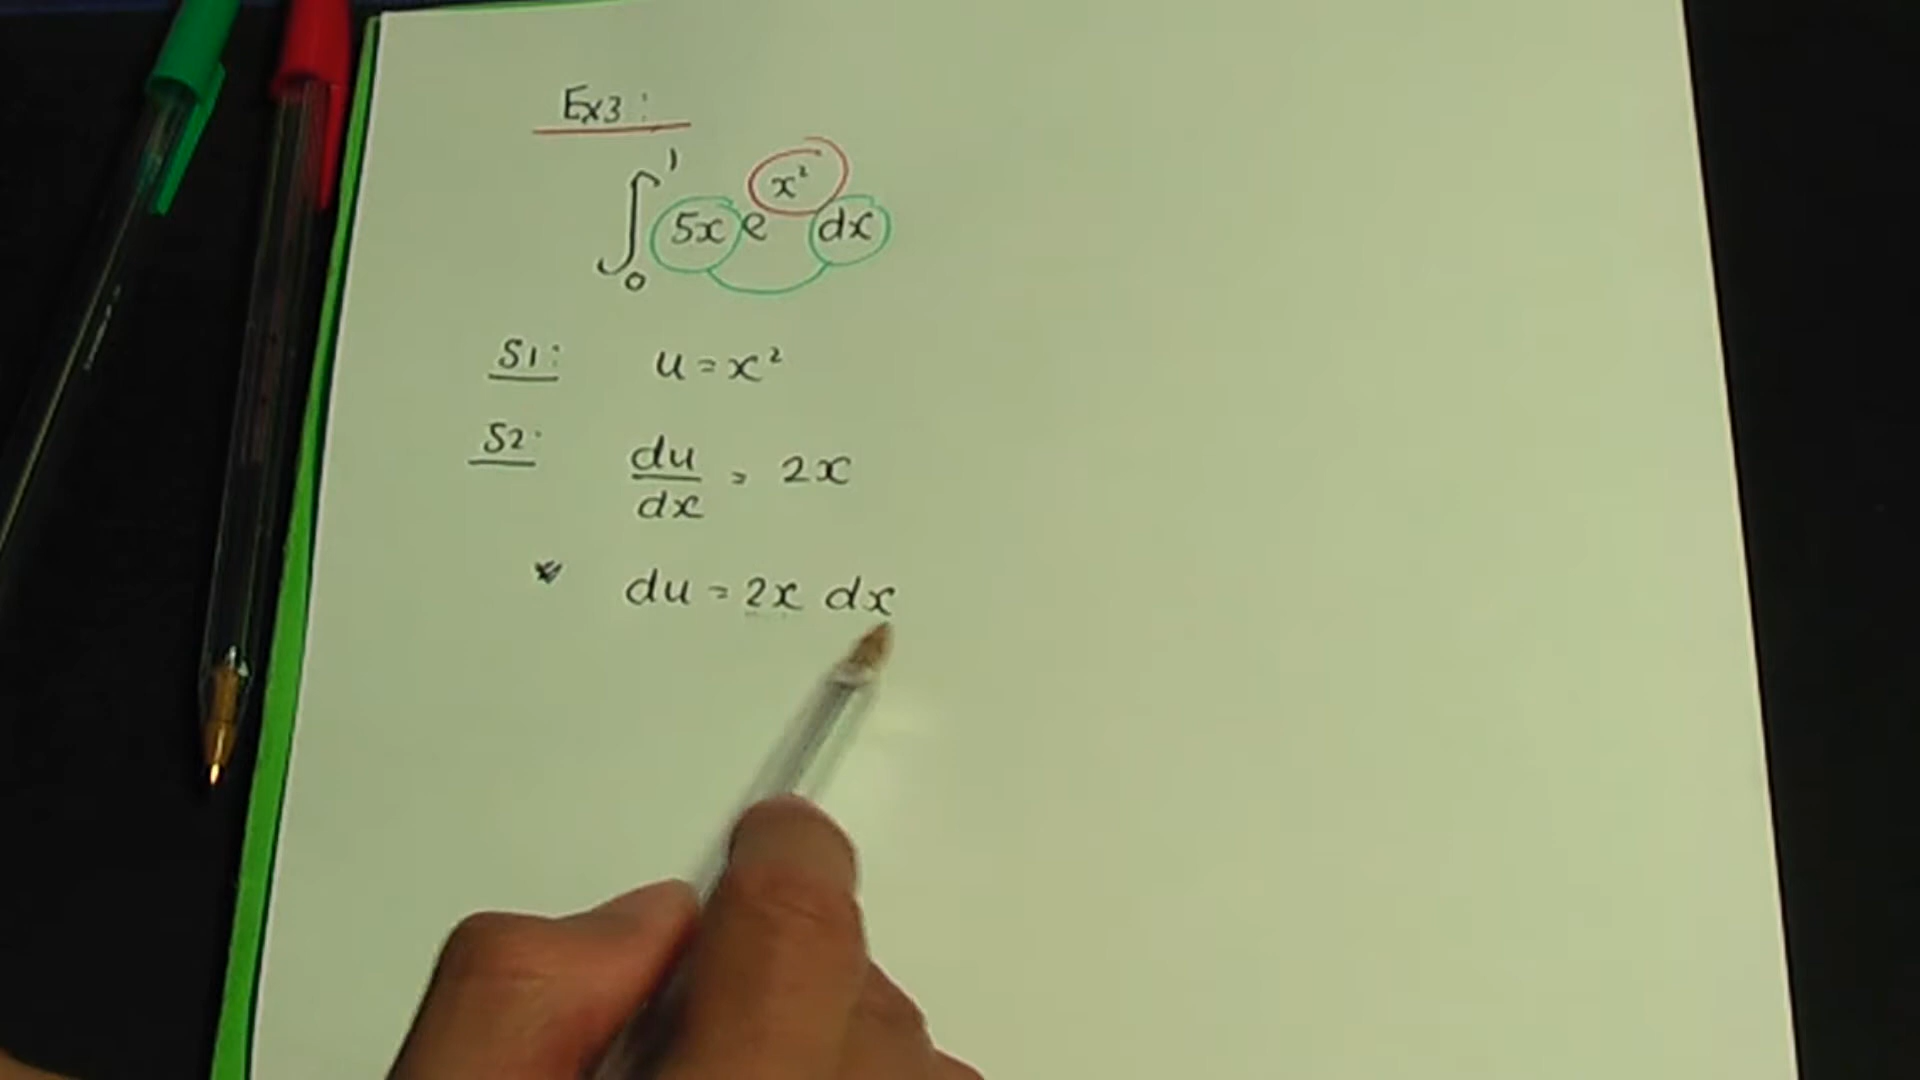 Ex3:
∫₀¹ 5x e^x² dx
S1: u = x²
S2: du/dx = 2x
* du = 2x dx